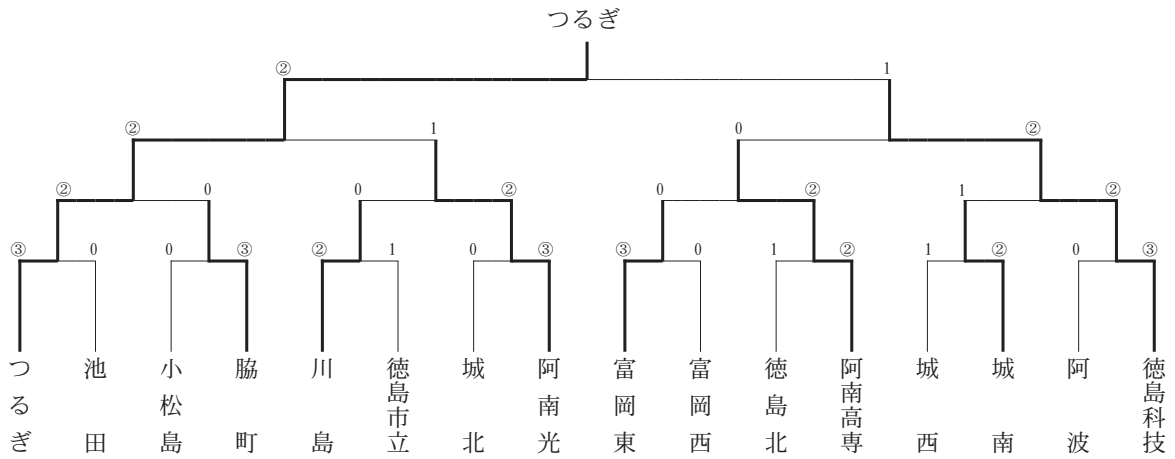 つるぎ
② 1
② 1 0 ②
② 0 0 ② 0 ② 1 ②
③ 0 0 ③ ② 1 0 ③ ③ 0 1 ② 1 ② 0 ③
つるぎ
池田
小松島
脇町
川島
徳島市立
城北
阿南光
富岡東
富岡西
徳島北
阿南高専
城西
城南
阿波
徳島科技